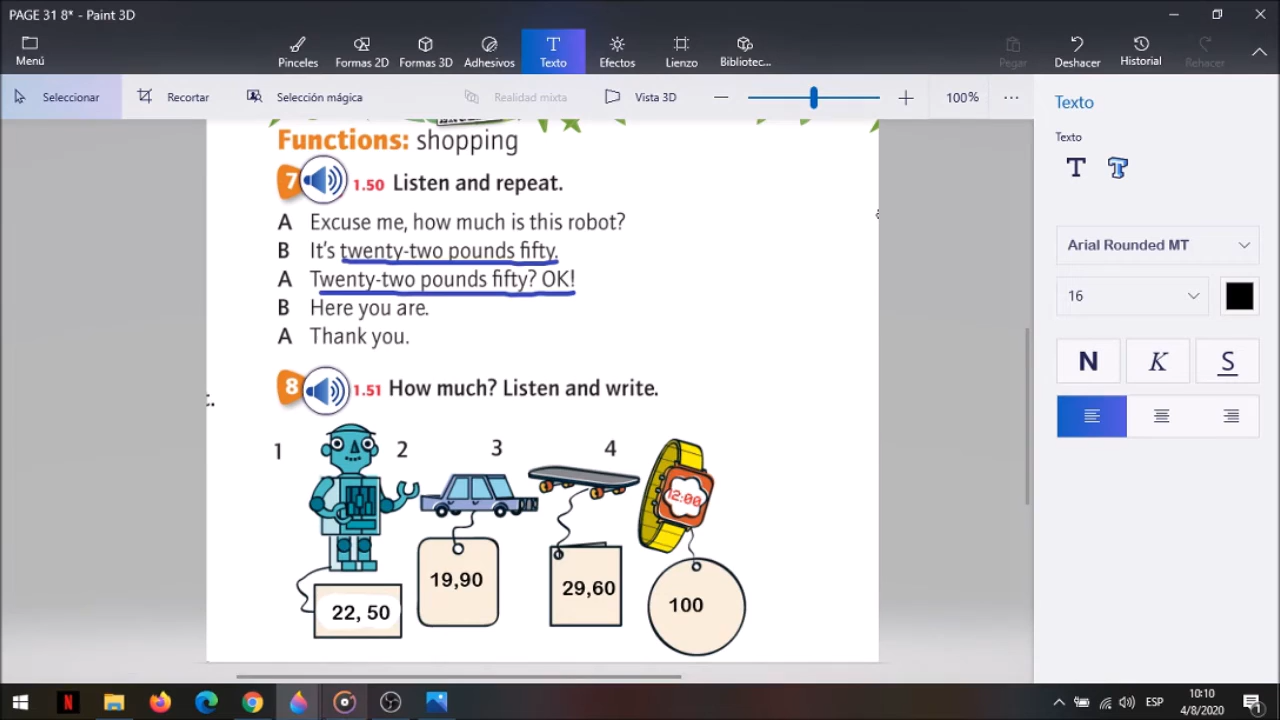 PAGE 31 8* - Paint 3D
Menú
Pinceles
Formas 2D
Formas 3D
Adhesivos
Texto
Efectos
Lienzo
Bibliotec...
Pegar
Deshacer
Historial
Rehacer
Seleccionar
Recortar
Selección mágica
Realidad mixta
Vista 3D
100%
Functions: shopping
7 1.50 Listen and repeat.
A Excuse me, how much is this robot?
B It's twenty-two pounds fifty.
A Twenty-two pounds fifty? OK!
B Here you are.
A Thank you.
8 1.51 How much? Listen and write.
t.
1 2 3 4
12:00
22, 50
19,90
29,60
100
Texto
Texto
T T
Arial Rounded MT
16
N K S
ESP
10:10
4/8/2020
1